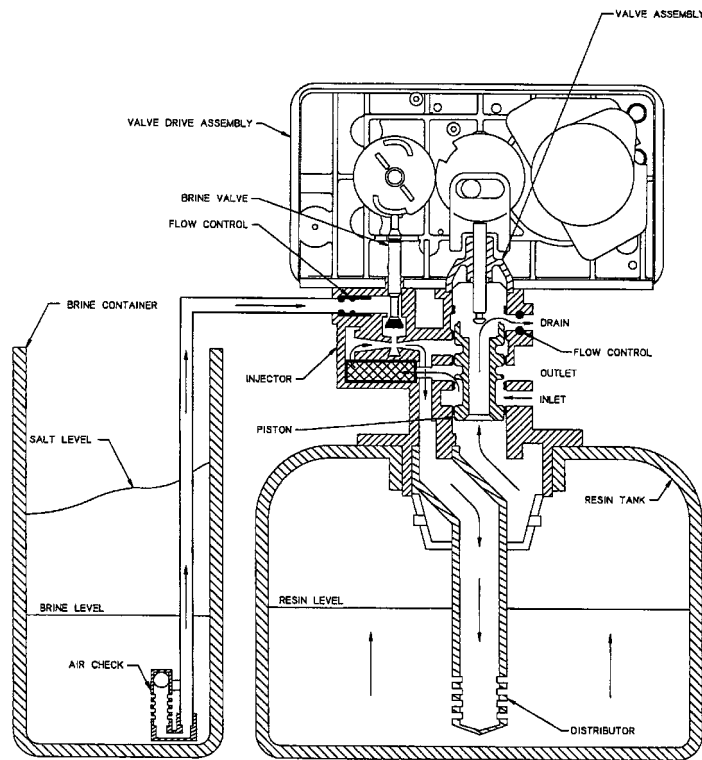 VALVE ASSEMBLY
VALVE DRIVE ASSEMBLY
BRINE VALVE
FLOW CONTROL
BRINE CONTAINER
DRAIN
FLOW CONTROL
INJECTOR
OUTLET
INLET
PISTON
SALT LEVEL
RESIN TANK
BRINE LEVEL
RESIN LEVEL
AIR CHECK
DISTRIBUTOR